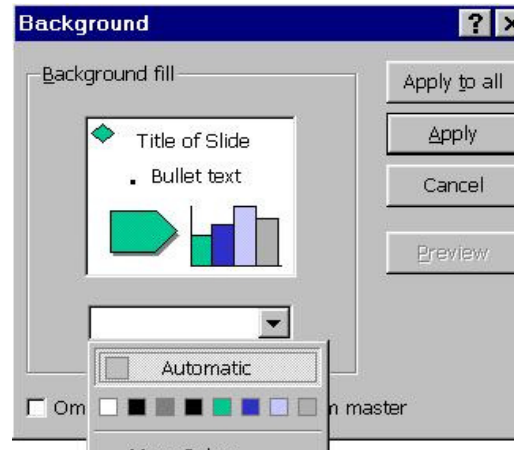 Background
Background fill
Apply to all
Title of Slide
Apply
Bullet text
Cancel
Preview
Automatic
Om
master